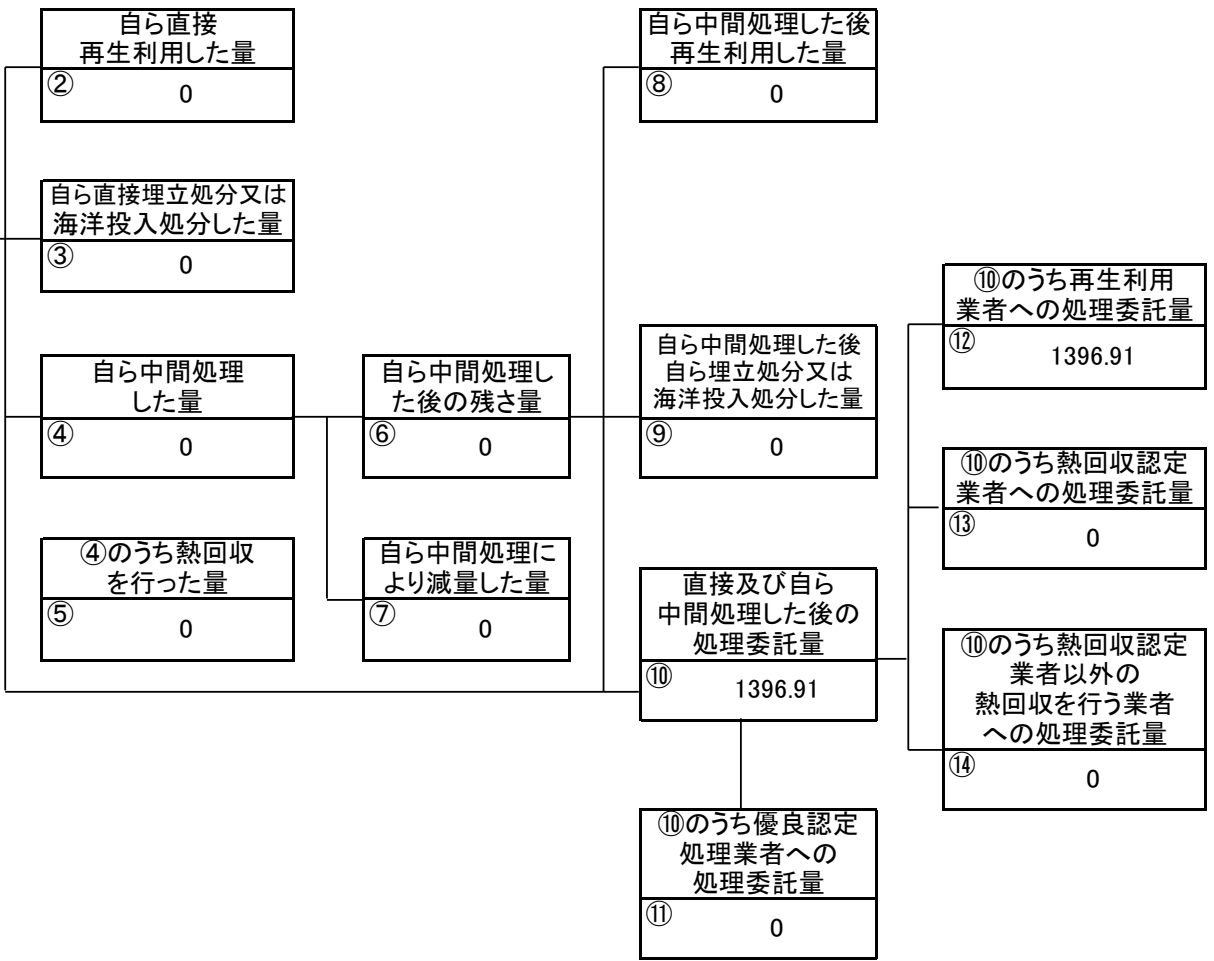 自ら直接
再生利用した量
②
0
自ら直接埋立処分又は
海洋投入処分した量
③
0
自ら中間処理
した量
④
0
④のうち熱回収
を行った量
⑤
0
自ら中間処理し
た後の残さ量
⑥
0
自ら中間処理に
より減量した量
⑦
0
自ら中間処理した後
再生利用した量
⑧
0
自ら中間処理した後
自ら埋立処分又は
海洋投入処分した量
⑨
0
直接及び自ら
中間処理した後の
処理委託量
⑩
1396.91
⑩のうち優良認定
処理業者への
処理委託量
⑪
0
⑩のうち再生利用
業者への処理委託量
⑫
1396.91
⑩のうち熱回収認定
業者への処理委託量
⑬
0
⑩のうち熱回収認定
業者以外の
熱回収を行う業者
への処理委託量
⑭
0